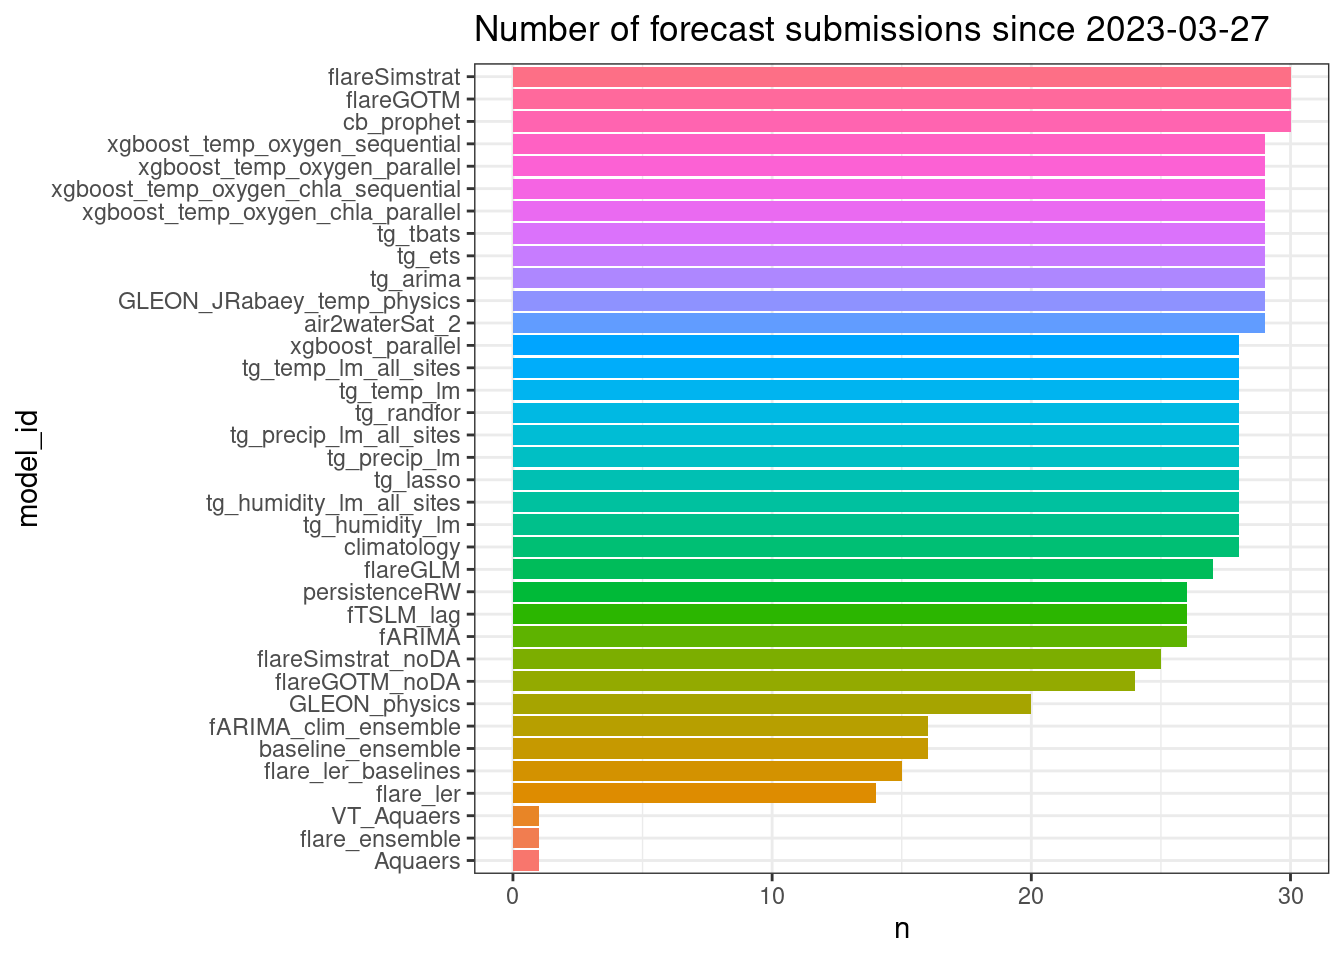 Number of forecast submissions since 2023-03-27
flareSimstrat
flareGOTM
cb_prophet
xgboost_temp_oxygen_sequential
xgboost_temp_oxygen_parallel
xgboost_temp_oxygen_chla_sequential
xgboost_temp_oxygen_chla_parallel
tg_tbats
tg_ets
tg_arima
GLEON_JRabaey_temp_physics
air2waterSat_2
xgboost_parallel
tg_temp_lm_all_sites
tg_temp_lm
tg_randfor
tg_precip_lm_all_sites
tg_precip_lm
tg_lasso
tg_humidity_lm_all_sites
tg_humidity_lm
climatology
flareGLM
persistenceRW
fTSLM_lag
fARIMA
flareSimstrat_noDA
flareGOTM_noDA
GLEON_physics
fARIMA_clim_ensemble
baseline_ensemble
flare_ler_baselines
flare_ler
VT_Aquaers
flare_ensemble
Aquaers
model_id
0 10 20 30
n